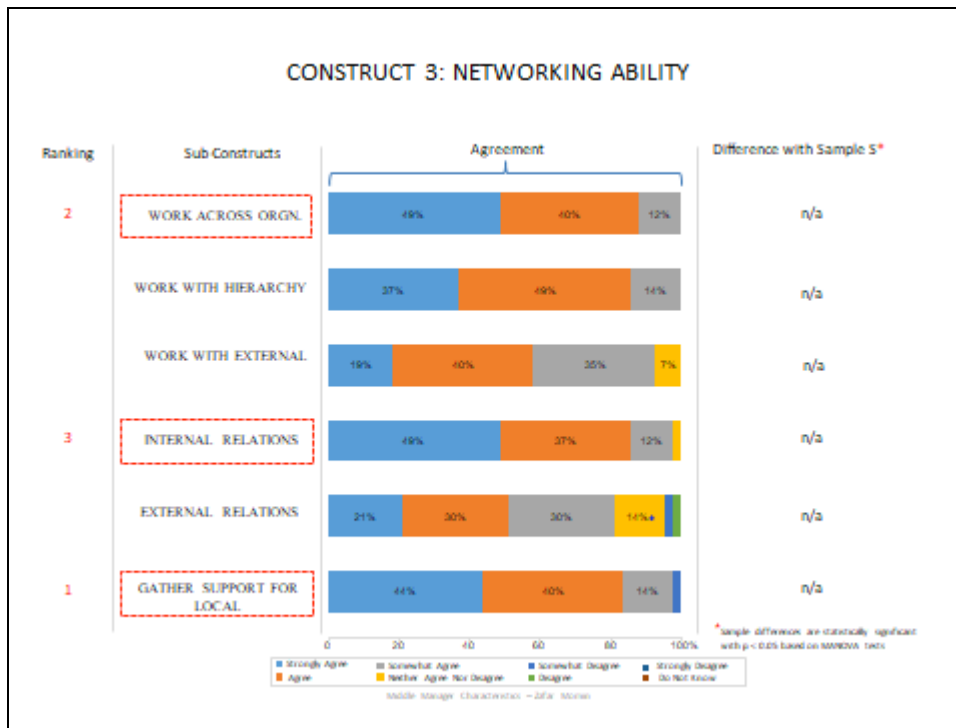 CONSTRUCT 3: NETWORKING ABILITY
Ranking Sub Constructs Agreement Difference with Sample S*
2 WORK ACROSS ORGN. 49% 40% 12% n/a
WORK WITH HIERARCHY 37% 49% 14% n/a
WORK WITH EXTERNAL 19% 40% 35% 7% n/a
3 INTERNAL RELATIONS 49% 37% 12% n/a
EXTERNAL RELATIONS 21% 30% 30% 14% n/a
1 GATHER SUPPORT FOR 44% 40% 14% n/a
LOCAL
0 20 40 60 80 100%
*Sample differences are statistically significant
with p < 0.05 based on MANOVA tests
Strongly Agree Somewhat Agree Somewhat Disagree Strongly Disagree
Agree Neither Agree Nor Disagree Disagree Do Not Know
Middle Manager Characteristics – Zafar